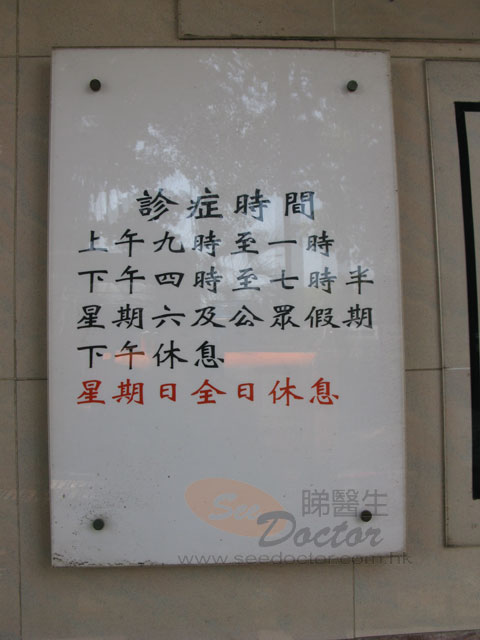 診症時間
上午九時至一時
下午四時至七時半
星期六及公眾假期
下午休息
星期日全日休息
See Doctor 睇醫生
www.seedoctor.com.hk